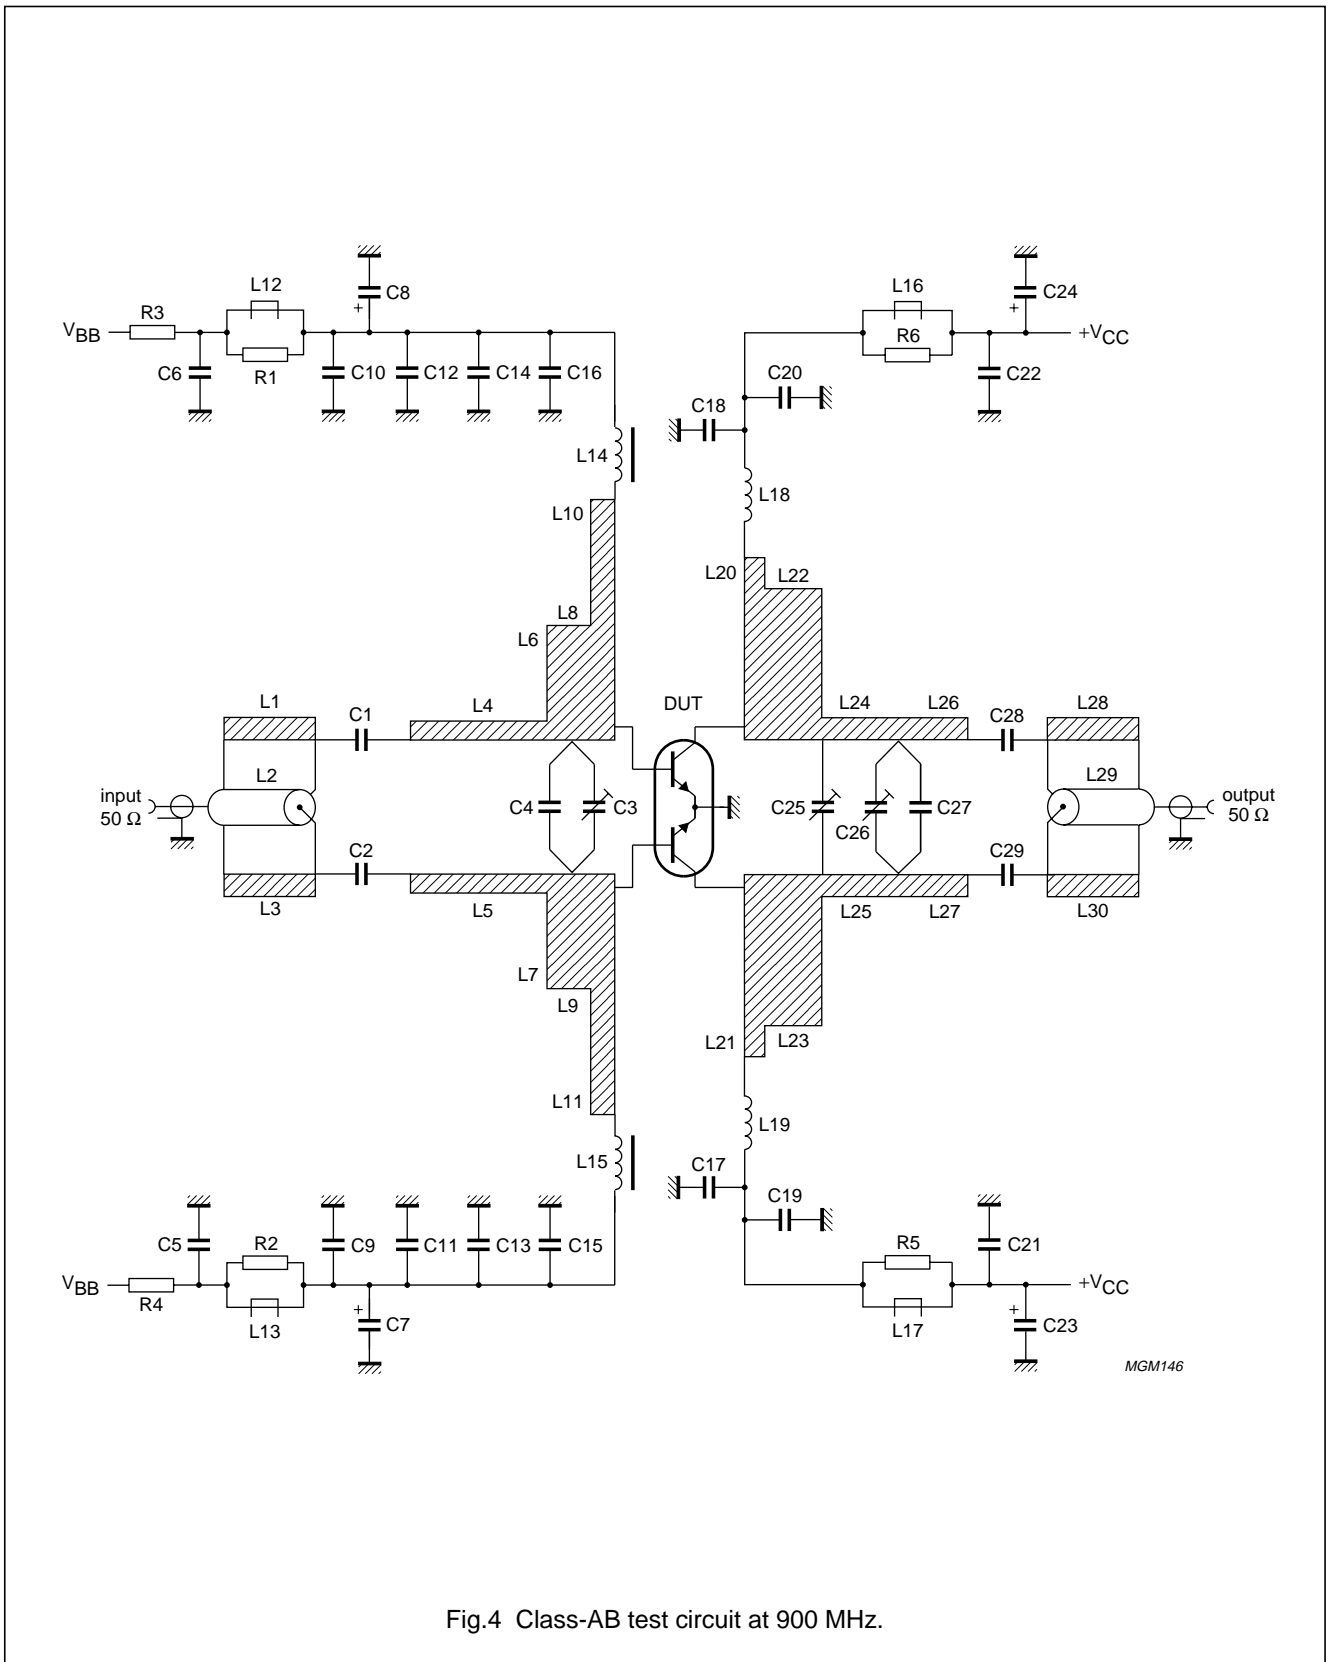 L12
C8
L16
C24
R3
VBB
+VCC
C6
R1
C10
C12
C14
C16
R6
C20
C22
C18
L14
L18
L10
L20
L22
L8
L6
L1
C1
L4
DUT
L24
L26
C28
L28
L2
L29
input
50 Ω
C4
C3
C25
C26
C27
output
50 Ω
C2
C29
L3
L5
L25
L27
L30
L7
L9
L21
L23
L11
L19
L15
C17
C19
C5
R2
C9
C11
C13
C15
R5
C21
VBB
+VCC
R4
L13
C7
L17
C23
+
+
+
+
MGM146
Fig.4 Class-AB test circuit at 900 MHz.